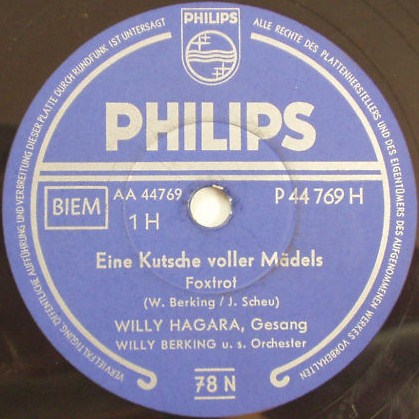 PHILIPS
PHILIPS
BIEM
AA 44769
1 H
P 44 769 H
Eine Kutsche voller Mädels
Foxtrot
(W. Berking / J. Scheu)
WILLY HAGARA, Gesang
WILLY BERKING u. s. Orchester
78 N
ALLE RECHTE DES PLATTENHERSTELLERS UND DES EIGENTÜMERS DES AUFGENOMMENEN WERKES VORBEHALTEN
VERVIELFÄLTIGUNG, ÖFFENTLICHE AUFFÜHRUNG UND VERBREITUNG DIESER PLATTE DURCH RUNDFUNK IST UNTERSAGT